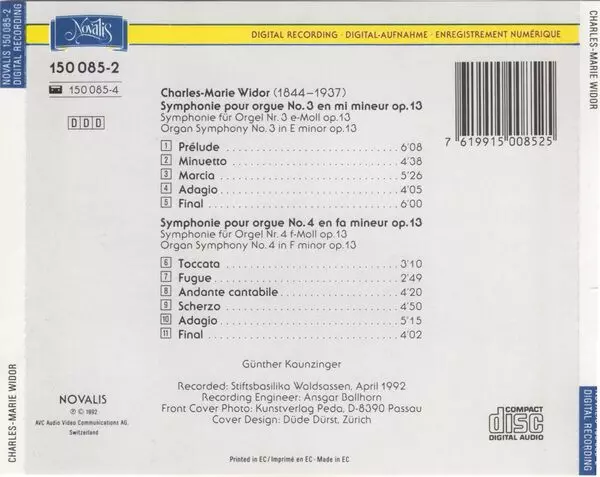 NOVALIS 150 085-2
DIGITAL RECORDING
Novalis
DIGITAL RECORDING · DIGITAL-AUFNAHME · ENREGISTREMENT NUMÉRIQUE
CHARLES-MARIE WIDOR
150 085-2
150 085-4
DDD
7 619915 008525
Charles-Marie Widor (1844–1937)
Symphonie pour orgue No. 3 en mi mineur op. 13
Symphonie für Orgel Nr. 3 e-Moll op. 13
Organ Symphony No. 3 in E minor op. 13
1 Prélude 6'08
2 Minuetto 4'38
3 Marcia 5'26
4 Adagio 4'05
5 Final 6'00
Symphonie pour orgue No. 4 en fa mineur op. 13
Symphonie für Orgel Nr. 4 f-Moll op. 13
Organ Symphony No. 4 in F minor op. 13
6 Toccata 3'10
7 Fugue 2'49
8 Andante cantabile 4'20
9 Scherzo 4'50
10 Adagio 5'15
11 Final 4'02
Günther Kaunzinger
Recorded: Stiftsbasilika Waldsassen, April 1992
Recording Engineer: Ansgar Ballhorn
Front Cover Photo: Kunstverlag Peda, D-8390 Passau
Cover Design: Düde Dürst, Zürich
NOVALIS
℗ © 1992
AVC Audio Video Communications AG,
Switzerland
COMPACT
disc
DIGITAL AUDIO
Printed in EC / Imprimé en EC · Made in EC
CHARLES-MARIE WIDOR
DIGITAL RECORDING